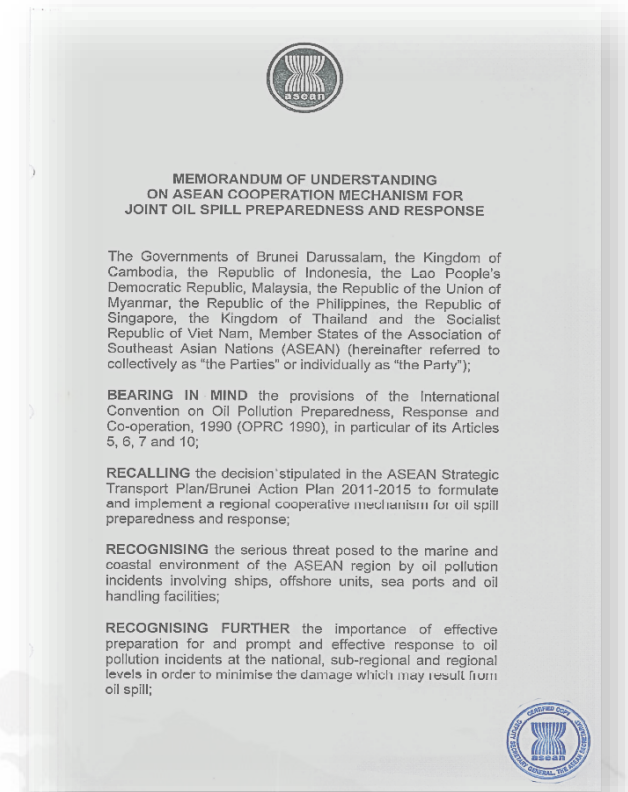 asean
MEMORANDUM OF UNDERSTANDING
ON ASEAN COOPERATION MECHANISM FOR
JOINT OIL SPILL PREPAREDNESS AND RESPONSE
The Governments of Brunei Darussalam, the Kingdom of
Cambodia, the Republic of Indonesia, the Lao People's
Democratic Republic, Malaysia, the Republic of the Union of
Myanmar, the Republic of the Philippines, the Republic of
Singapore, the Kingdom of Thailand and the Socialist
Republic of Viet Nam, Member States of the Association of
Southeast Asian Nations (ASEAN) (hereinafter referred to
collectively as "the Parties" or individually as "the Party");
BEARING IN MIND the provisions of the International
Convention on Oil Pollution Preparedness, Response and
Co-operation, 1990 (OPRC 1990), in particular of its Articles
5, 6, 7 and 10;
RECALLING the decision stipulated in the ASEAN Strategic
Transport Plan/Brunei Action Plan 2011-2015 to formulate
and implement a regional cooperative mechanism for oil spill
preparedness and response;
RECOGNISING the serious threat posed to the marine and
coastal environment of the ASEAN region by oil pollution
incidents involving ships, offshore units, sea ports and oil
handling facilities;
RECOGNISING FURTHER the importance of effective
preparation for and prompt and effective response to oil
pollution incidents at the national, sub-regional and regional
levels in order to minimise the damage which may result from
oil spill;
CERTIFIED COPY
asean
DEPUTY SECRETARY GENERAL, THE ASEAN SECRETARIAT